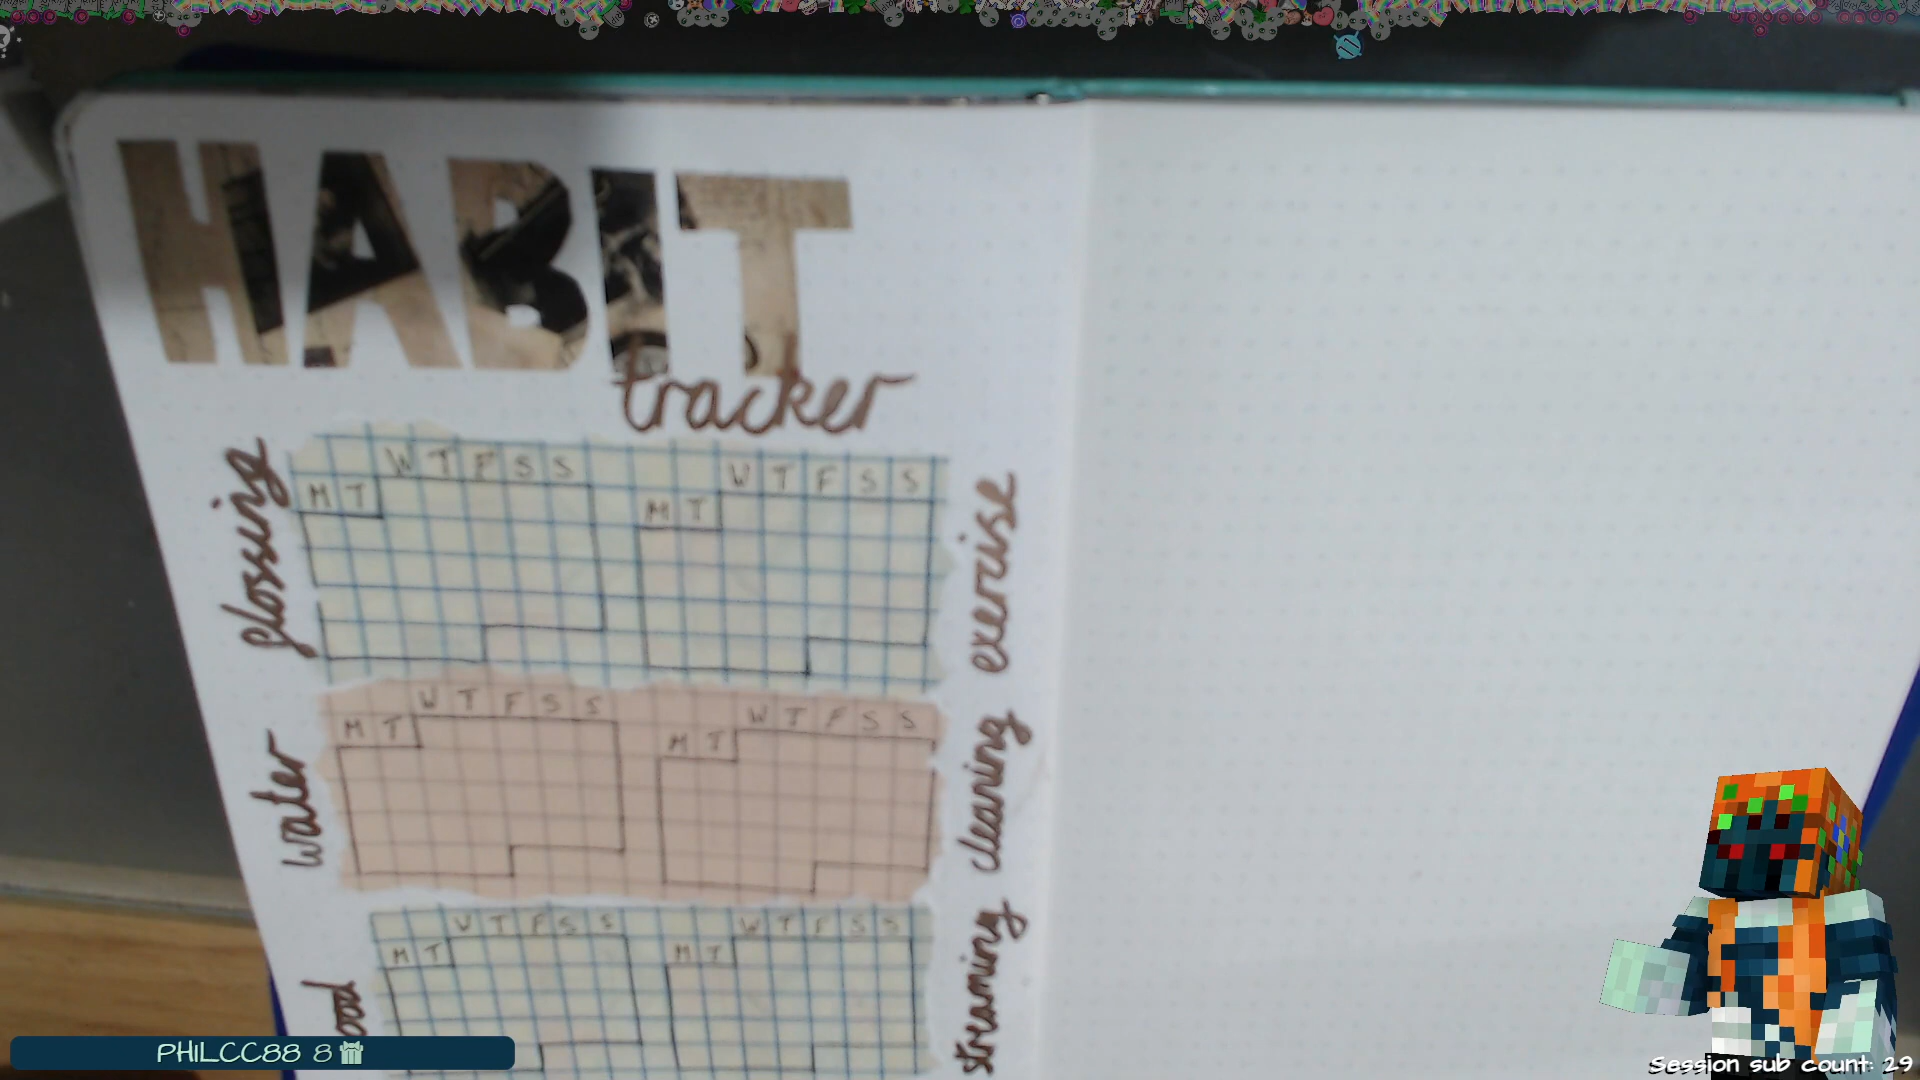 HABIT
tracker
flossing
W T F S S
M T
W T F S S
M T
exercise
water
W T F S S
M T
W T F S S
M T
cleaning
W T F S S
M T
W T F S S
M T
streaming
PHILCC88 8
Session sub count: 29